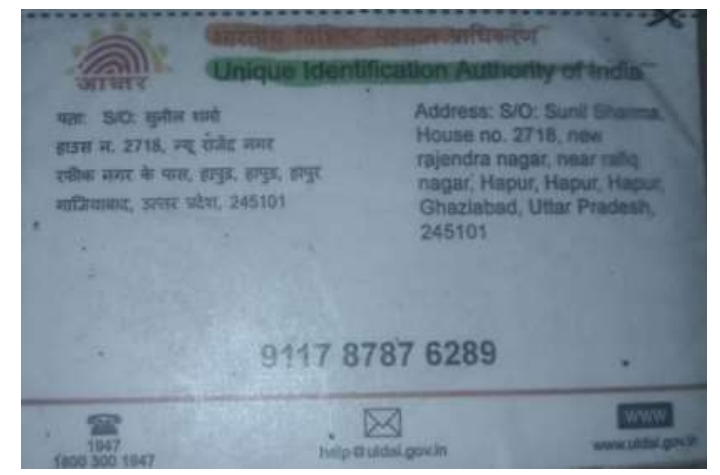 भारतीय विशिष्ट पहचान प्राधिकरण
Unique Identification Authority of India
आधार
पता: S/O: सुनील शर्मा
हाउस न. 2718, न्यू राजेंद्र नगर
रफीक नगर के पास, हापुड़, हापुड़, हापुर
गाजियाबाद, उत्तर प्रदेश, 245101
Address: S/O: Sunil Sharma,
House no. 2718, new
rajendra nagar, near rafiq
nagar, Hapur, Hapur, Hapur,
Ghaziabad, Uttar Pradesh,
245101
9117 8787 6289
1947
1800 300 1947
help@uidai.gov.in
www
www.uidai.gov.in